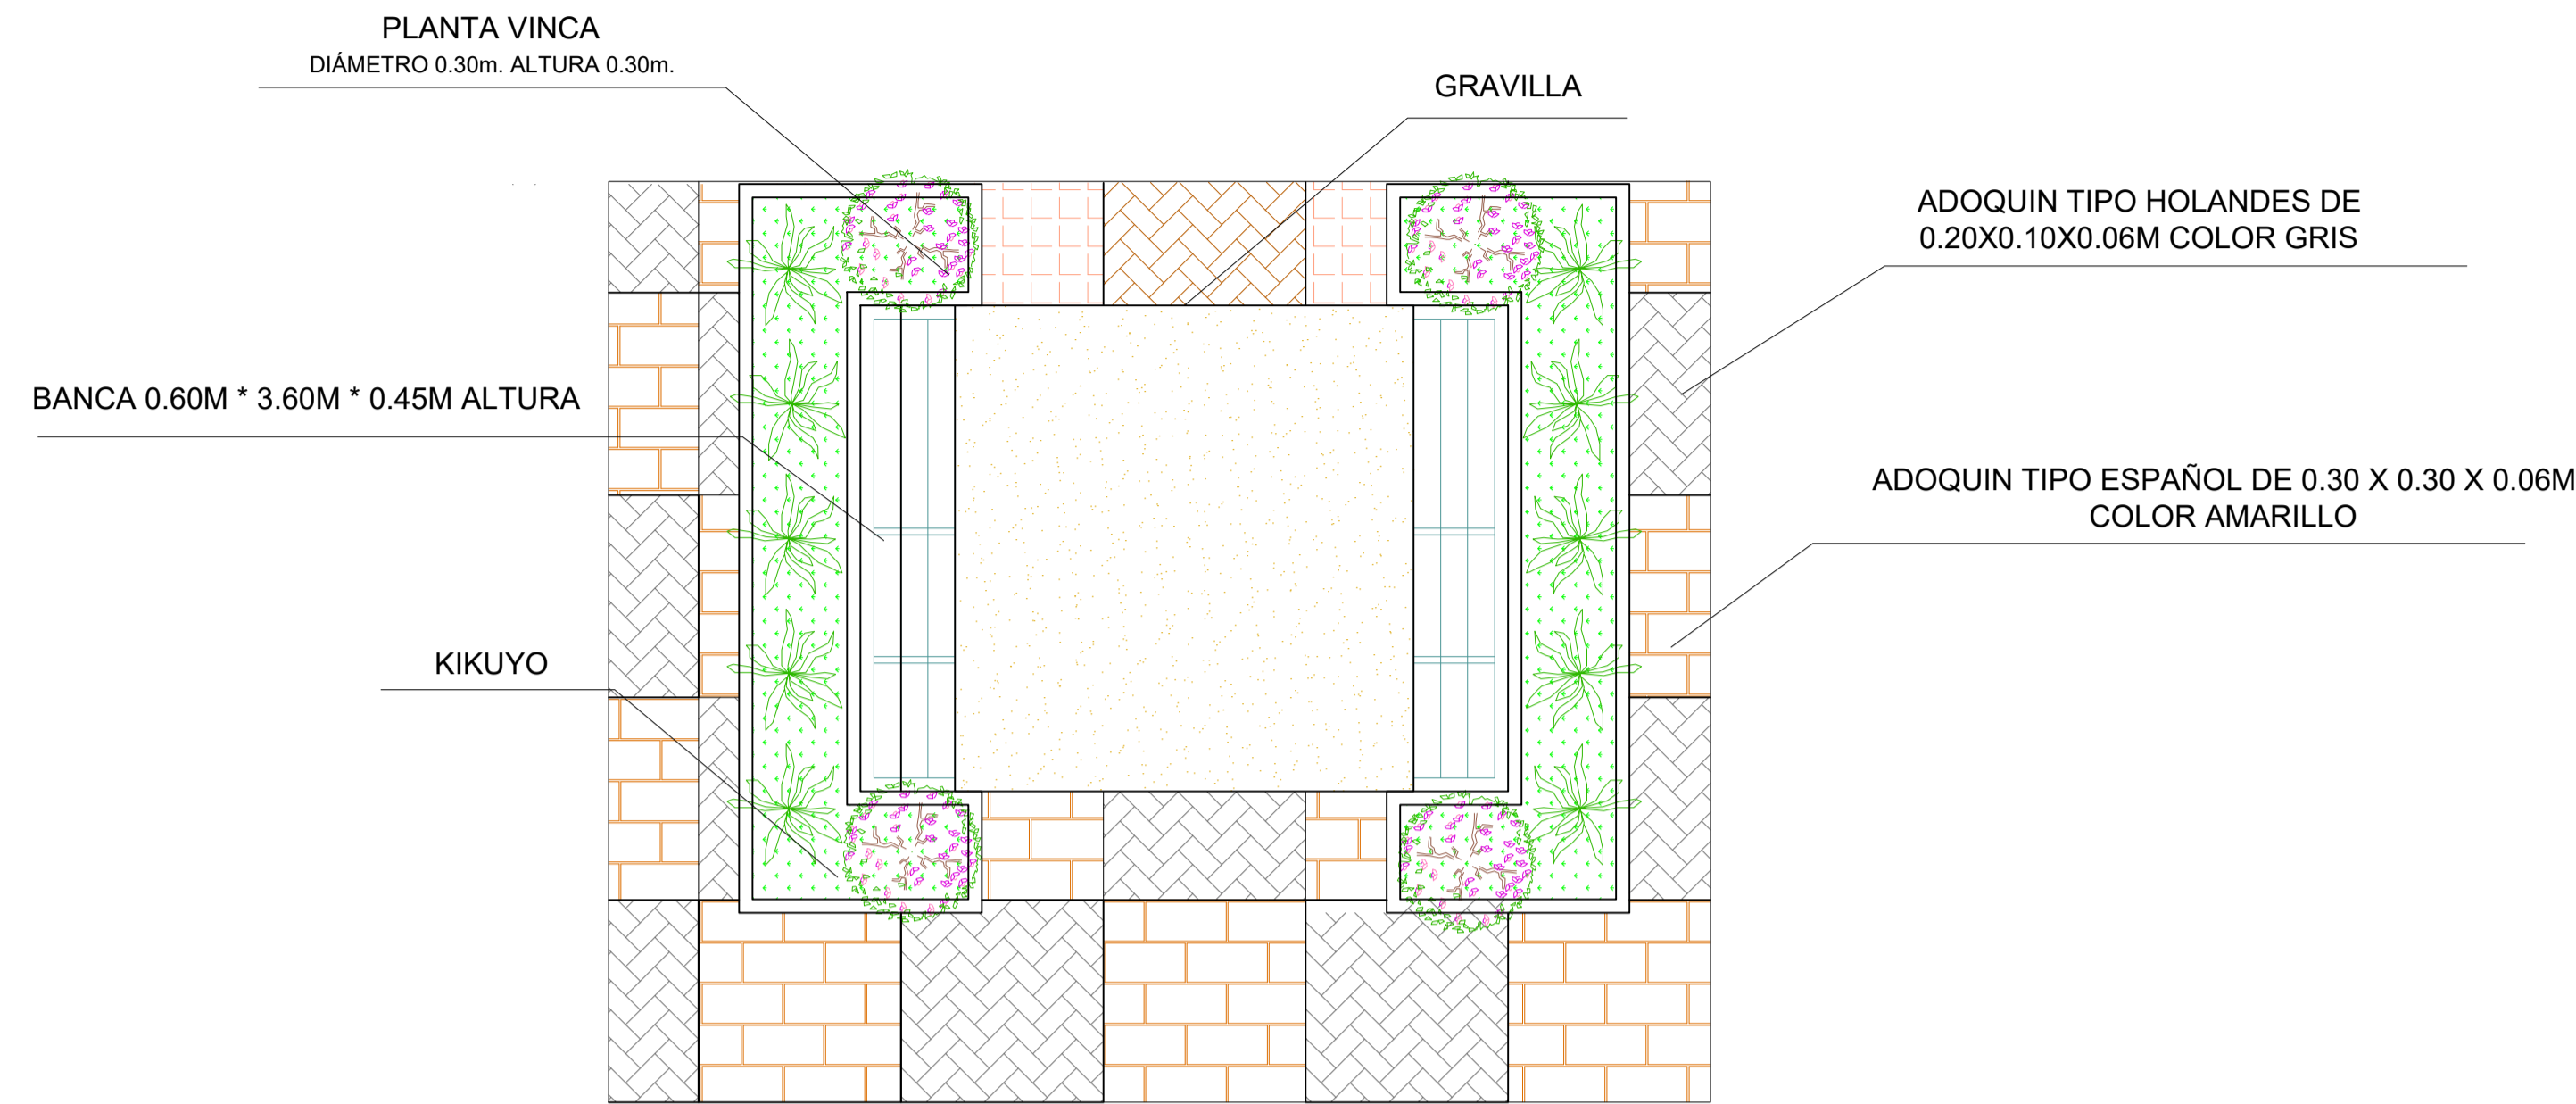 PLANTA VINCA
DIÁMETRO 0.30m. ALTURA 0.30m.
GRAVILLA
ADOQUIN TIPO HOLANDES DE
0.20X0.10X0.06M COLOR GRIS
BANCA 0.60M * 3.60M * 0.45M ALTURA
ADOQUIN TIPO ESPAÑOL DE 0.30 X 0.30 X 0.06M
COLOR AMARILLO
KIKUYO